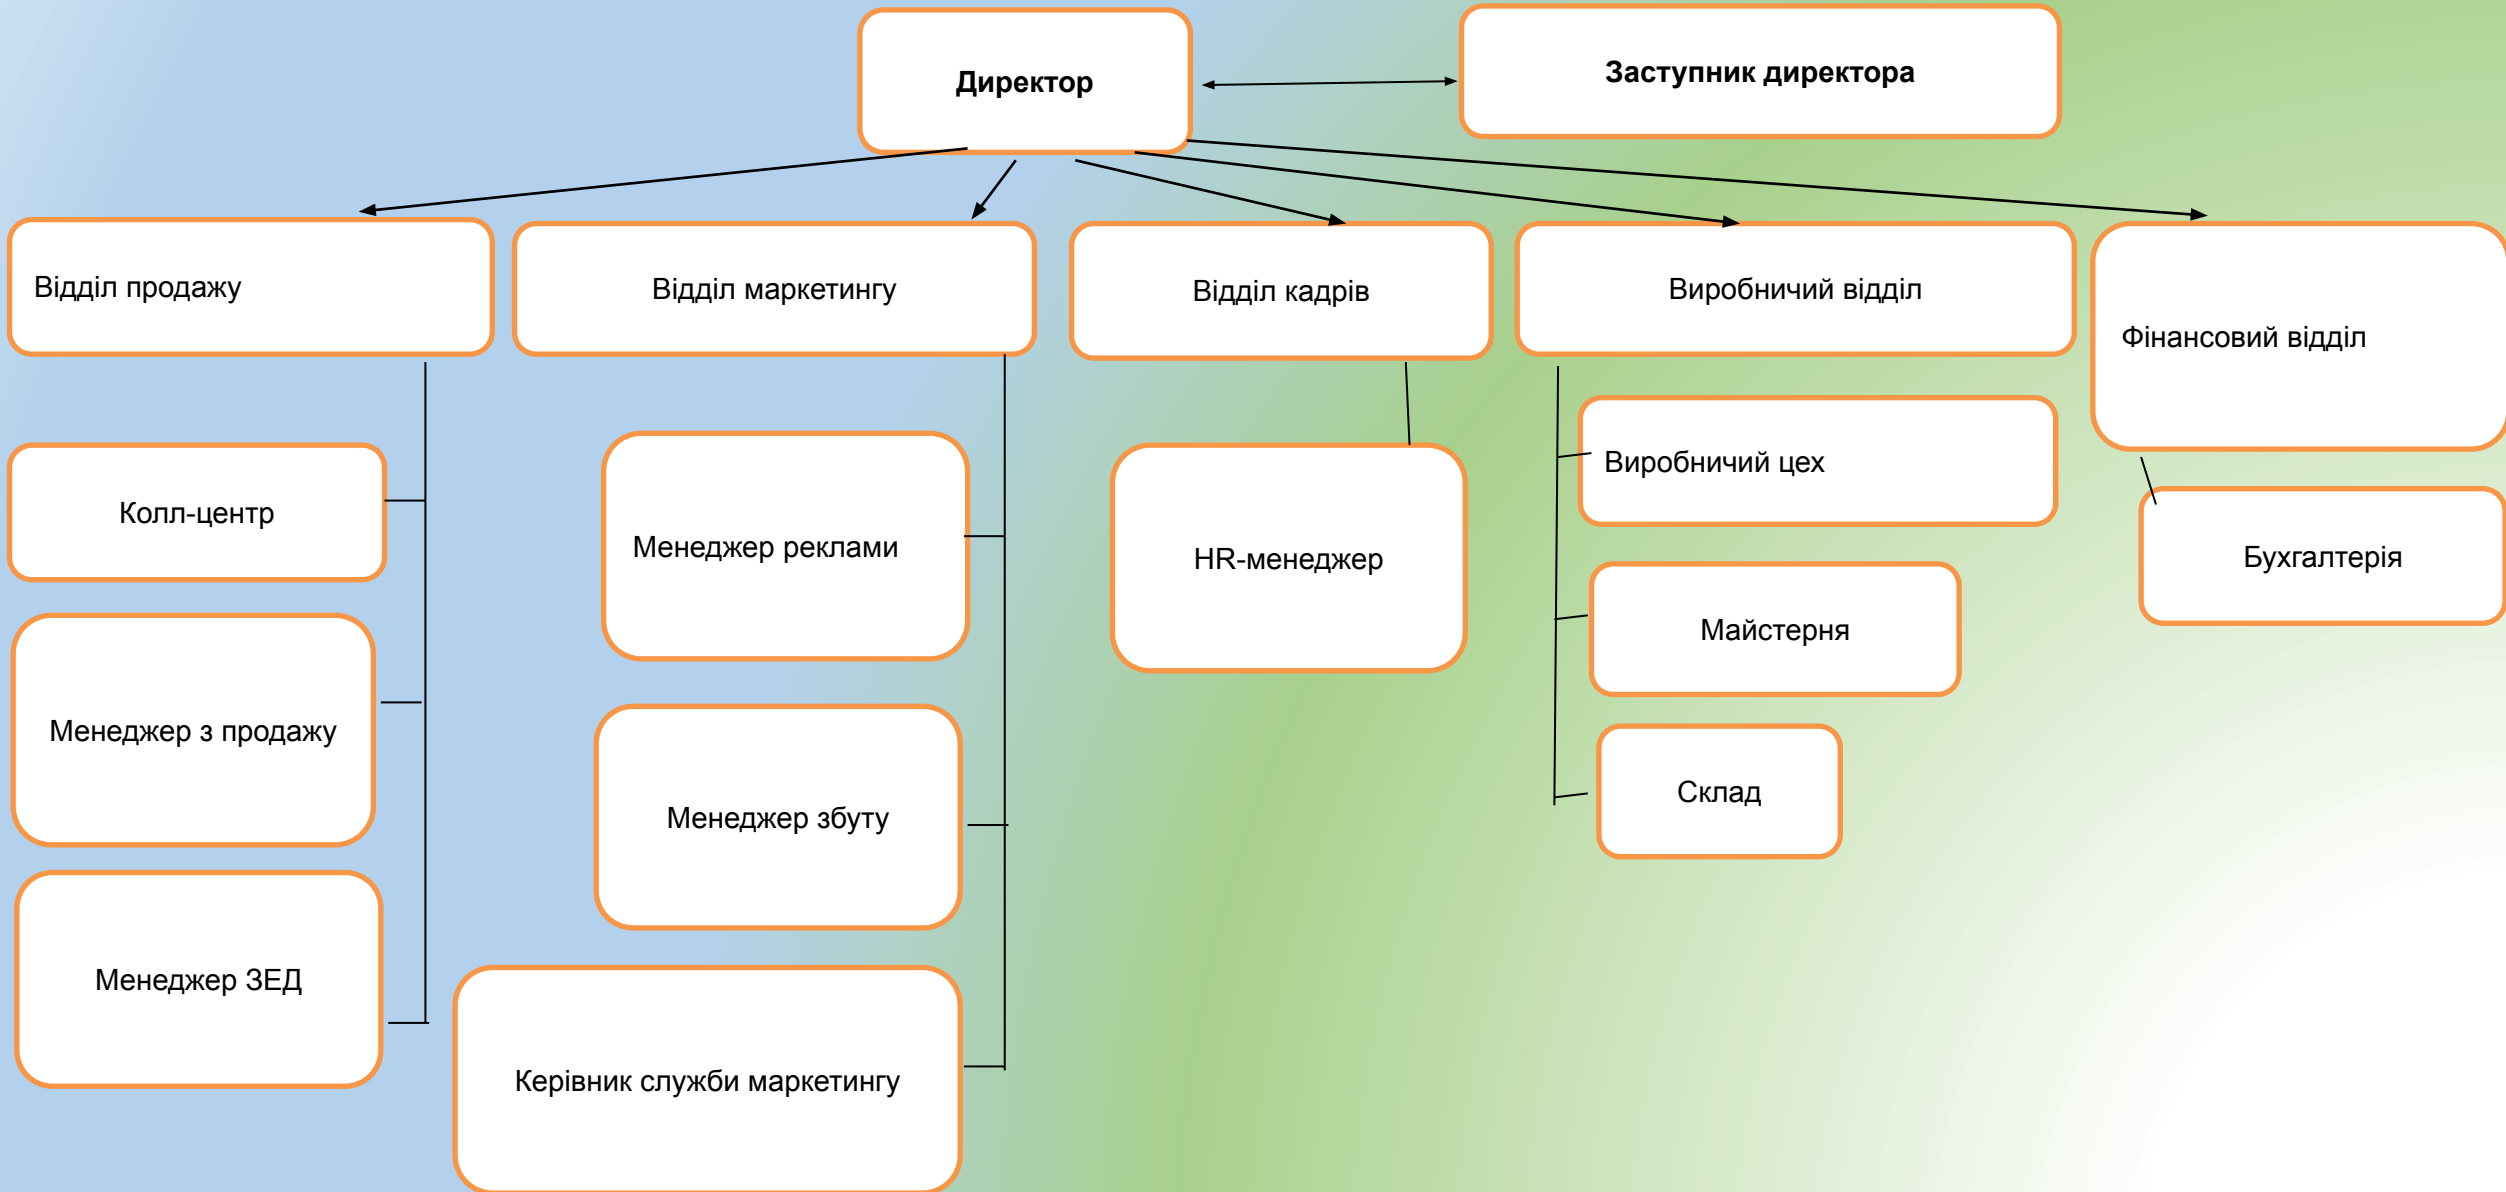 Директор
Заступник директора
Відділ продажу
Відділ маркетингу
Відділ кадрів
Виробничий відділ
Фінансовий відділ
Колл-центр
Менеджер з продажу
Менеджер ЗЕД
Менеджер реклами
Менеджер збуту
Керівник служби маркетингу
HR-менеджер
Виробничий цех
Майстерня
Склад
Бухгалтерія